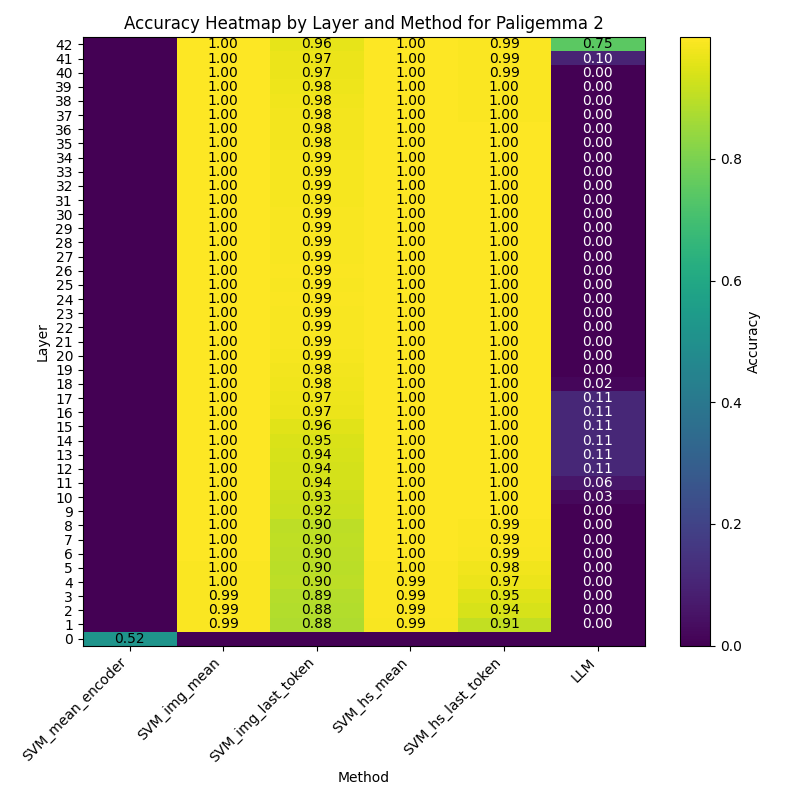 Accuracy Heatmap by Layer and Method for Paligemma 2
42 1.00 0.96 1.00 0.99 0.75
41 1.00 0.97 1.00 0.99 0.10
40 1.00 0.97 1.00 0.99 0.00
39 1.00 0.98 1.00 1.00 0.00
38 1.00 0.98 1.00 1.00 0.00
37 1.00 0.98 1.00 1.00 0.00
36 1.00 0.98 1.00 1.00 0.00
35 1.00 0.98 1.00 1.00 0.00
34 1.00 0.99 1.00 1.00 0.00
33 1.00 0.99 1.00 1.00 0.00
32 1.00 0.99 1.00 1.00 0.00
31 1.00 0.99 1.00 1.00 0.00
30 1.00 0.99 1.00 1.00 0.00
29 1.00 0.99 1.00 1.00 0.00
28 1.00 0.99 1.00 1.00 0.00
27 1.00 0.99 1.00 1.00 0.00
26 1.00 0.99 1.00 1.00 0.00
25 1.00 0.99 1.00 1.00 0.00
24 1.00 0.99 1.00 1.00 0.00
23 1.00 0.99 1.00 1.00 0.00
22 1.00 0.99 1.00 1.00 0.00
21 1.00 0.99 1.00 1.00 0.00
20 1.00 0.99 1.00 1.00 0.00
19 1.00 0.98 1.00 1.00 0.00
18 1.00 0.98 1.00 1.00 0.02
17 1.00 0.97 1.00 1.00 0.11
16 1.00 0.97 1.00 1.00 0.11
15 1.00 0.96 1.00 1.00 0.11
14 1.00 0.95 1.00 1.00 0.11
13 1.00 0.94 1.00 1.00 0.11
12 1.00 0.94 1.00 1.00 0.11
11 1.00 0.94 1.00 1.00 0.06
10 1.00 0.93 1.00 1.00 0.03
9 1.00 0.92 1.00 1.00 0.00
8 1.00 0.90 1.00 0.99 0.00
7 1.00 0.90 1.00 0.99 0.00
6 1.00 0.90 1.00 0.99 0.00
5 1.00 0.90 1.00 0.98 0.00
4 1.00 0.90 0.99 0.97 0.00
3 0.99 0.89 0.99 0.95 0.00
2 0.99 0.88 0.99 0.94 0.00
1 0.99 0.88 0.99 0.91 0.00
0 0.52
Layer
SVM_mean_encoder
SVM_img_mean
SVM_img_last_token
SVM_hs_mean
SVM_hs_last_token
LLM
Method
0.8
0.6
0.4
0.2
0.0
Accuracy